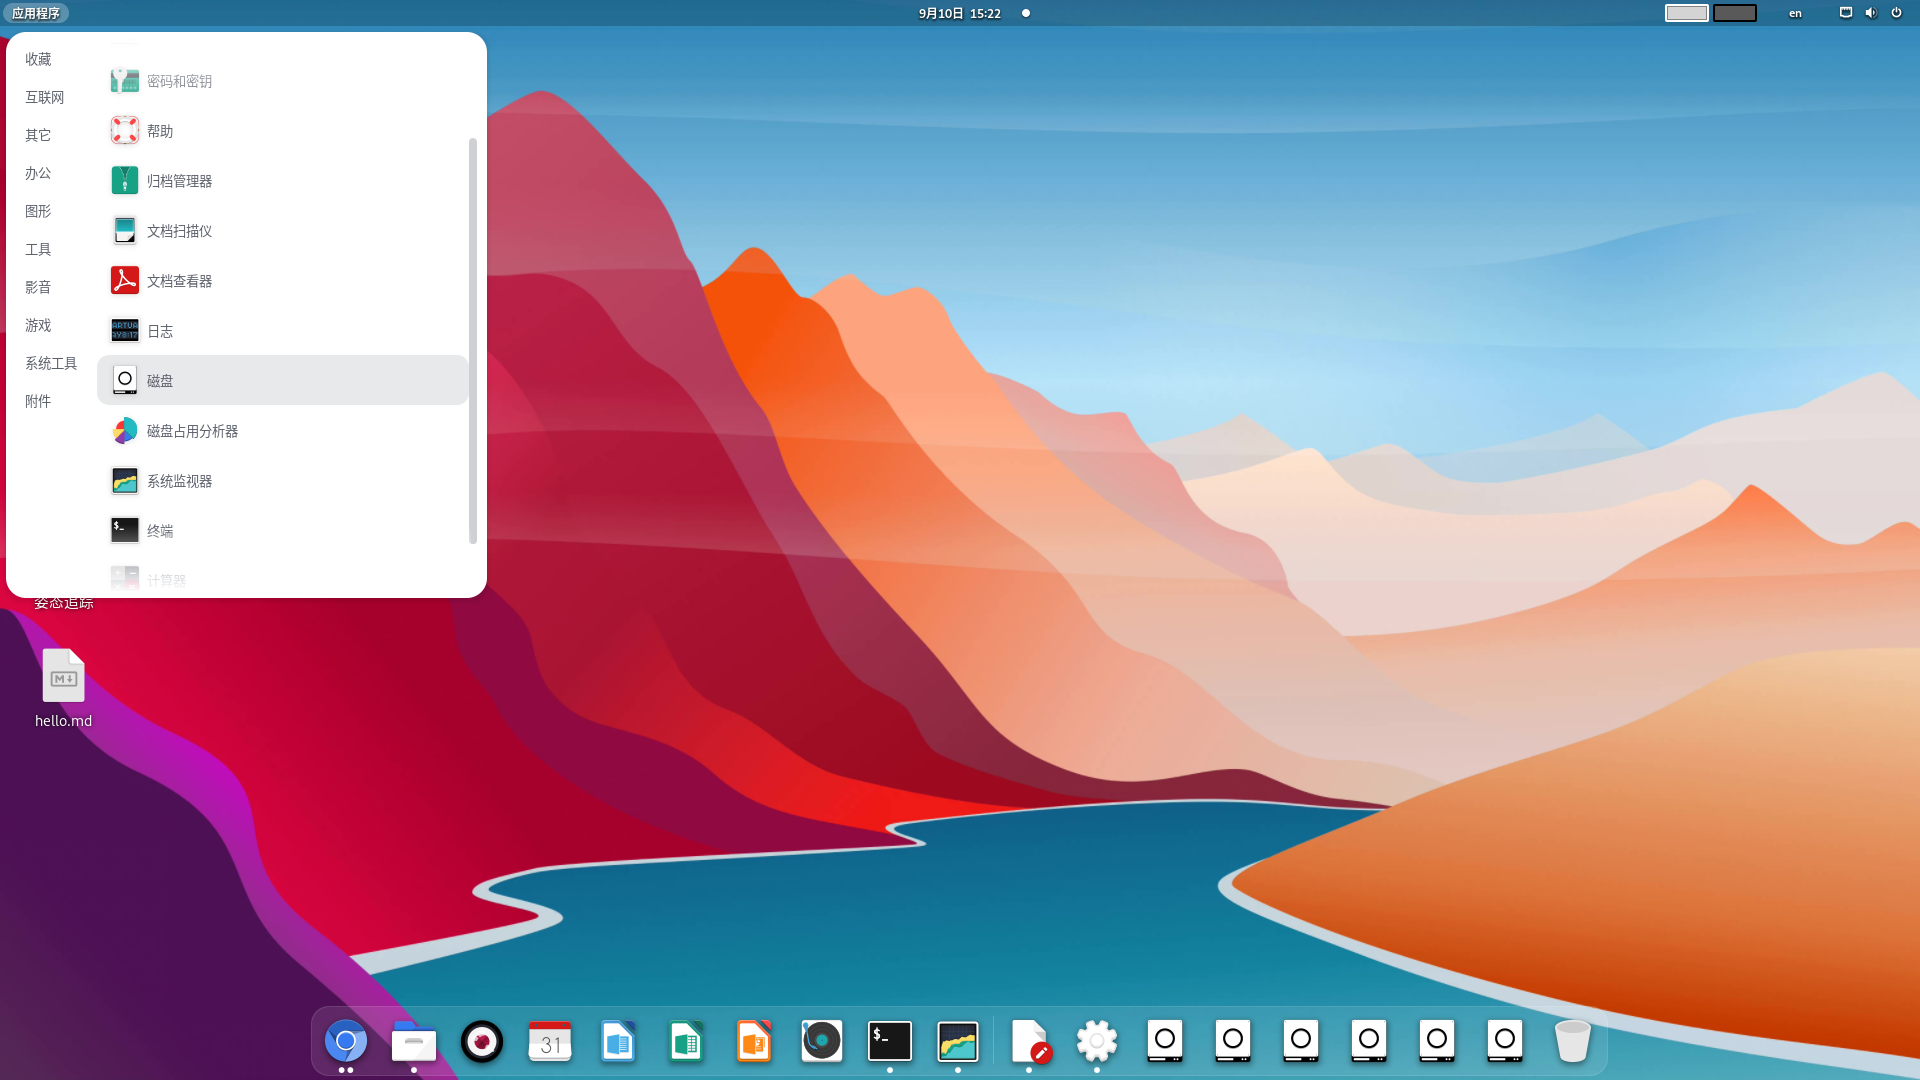 应用程序
9月10日 15:22
en
收藏
互联网
其它
办公
图形
工具
影音
游戏
系统工具
附件
密码和密钥
帮助
归档管理器
文档扫描仪
文档查看器
日志
磁盘
磁盘占用分析器
系统监视器
终端
计算器
姿态追踪
M
hello.md
$_
31
$_